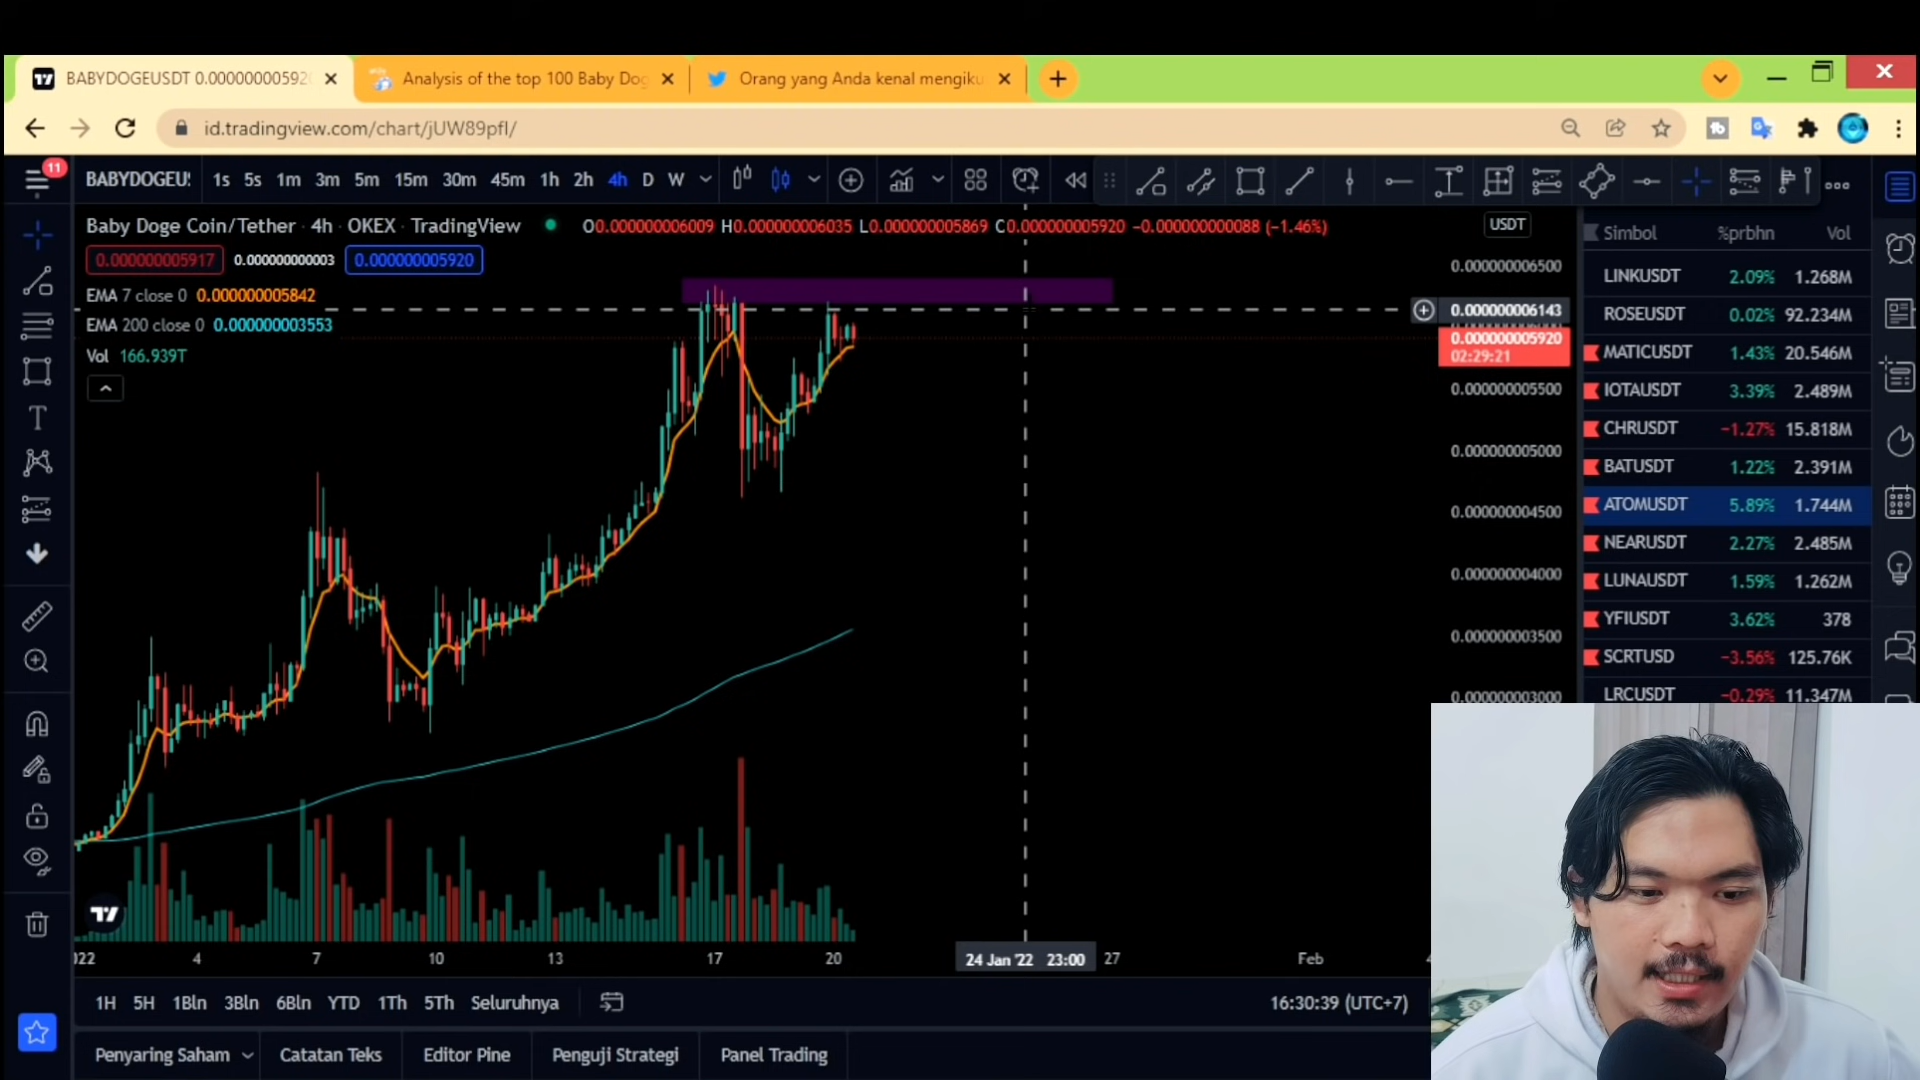 BABYDOGEUSDT 0.00000000592
Analysis of the top 100 Baby Dog
Orang yang Anda kenal mengiku
id.tradingview.com/chart/jUW89pfI/
11
BABYDOGEU: 1s 5s 1m 3m 5m 15m 30m 45m 1h 2h 4h D W
Baby Doge Coin/Tether · 4h · OKEX · TradingView
O0.000000006009 H0.000000006035 L0.000000005869 C0.000000005920 −0.000000000088 (−1.46%)
USDT
0.000000005917 0.000000000003 0.000000005920
EMA 7 close 0 0.000000005842
EMA 200 close 0 0.000000003553
Vol 166.939T
0.000000006500
0.000000006143
0.000000005920
02:29:21
0.000000005500
0.000000005000
0.000000004500
0.000000004000
0.000000003500
0.000000003000
Simbol %prbhn Vol
LINKUSDT 2.09% 1.268M
ROSEUSDT 0.02% 92.234M
MATICUSDT 1.43% 20.546M
IOTAUSDT 3.39% 2.489M
CHRUSDT −1.27% 15.818M
BATUSDT 1.22% 2.391M
ATOMUSDT 5.89% 1.744M
NEARUSDT 2.27% 2.485M
LUNAUSDT 1.59% 1.262M
YFIUSDT 3.62% 378
SCRTUSD −3.56% 125.76K
LRCUSDT −0.29% 11.347M
022 4 7 10 13 17 20 24 Jan '22 23:00 27 Feb
1H 5H 1Bln 3Bln 6Bln YTD 1Th 5Th Seluruhnya
16:30:39 (UTC+7)
Penyaring Saham Catatan Teks Editor Pine Penguji Strategi Panel Trading